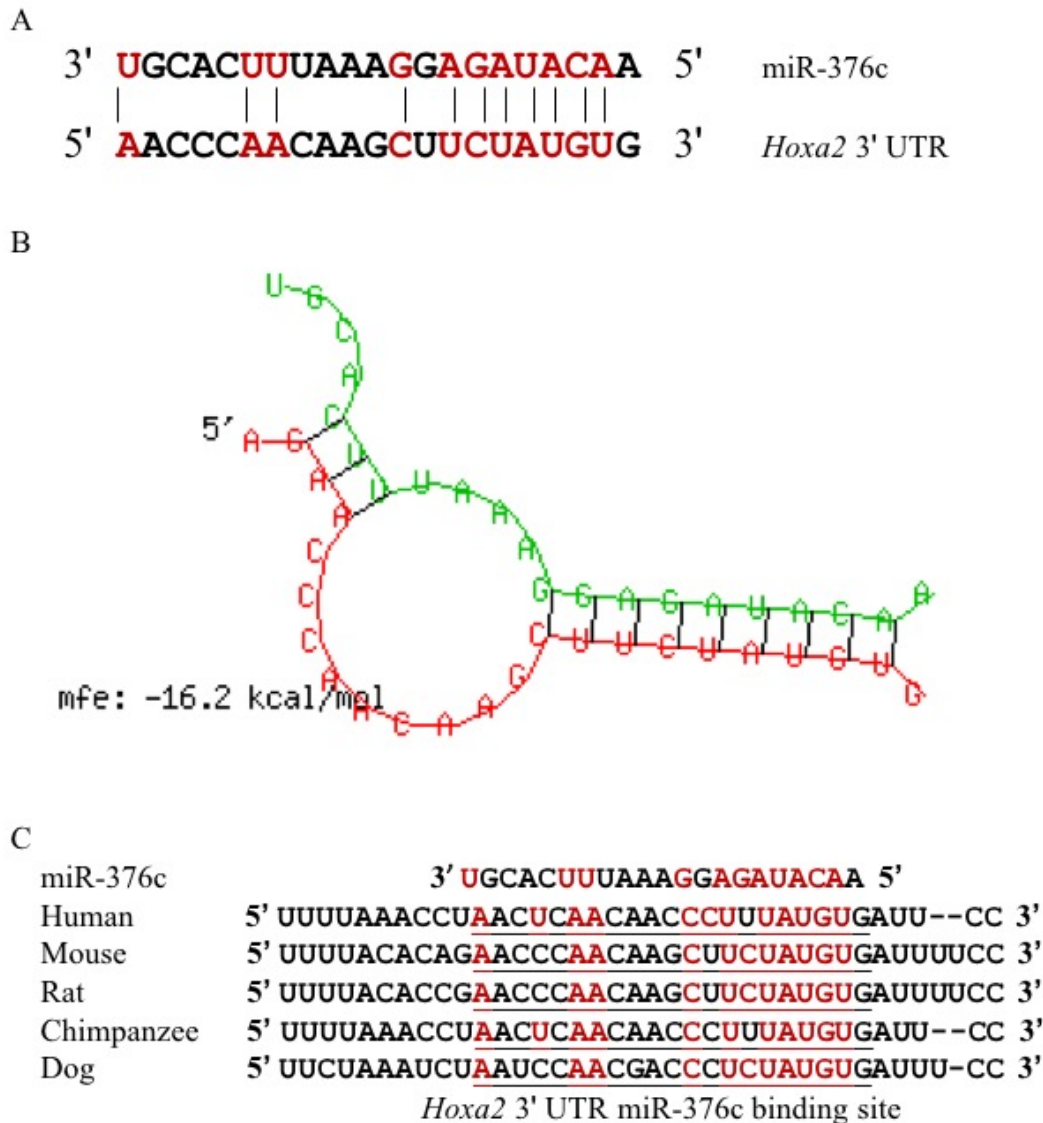 A
3' UGCACUUUAAAGGAGAUACAA 5' miR-376c
5' AACCCAACAAGCUUCUAUGUG 3' Hoxa2 3' UTR
B
UGCACUUUAAAGGAGAUACAA
5' AGAACCCAACAAGCUUCUAUGUG
mfe: -16.2 kcal/mol
C
miR-376c 3' UGCACUUUAAAGGAGAUACAA 5'
Human 5' UUUUAAACCUAACUCAACAACCCUUUAUGUGAUU--CC 3'
Mouse 5' UUUUACACAGAACCCAACAAGCUUCUAUGUGAUUUUCC 3'
Rat 5' UUUUACACCGAACCCAACAAGCUUCUAUGUGAUUUUCC 3'
Chimpanzee 5' UUUUAAACCUAACUCAACAACCCUUUAUGUGAUU--CC 3'
Dog 5' UUCUAAAUCUAAUCCAACGACCCUCUAUGUGAUUU-CC 3'
Hoxa2 3' UTR miR-376c binding site